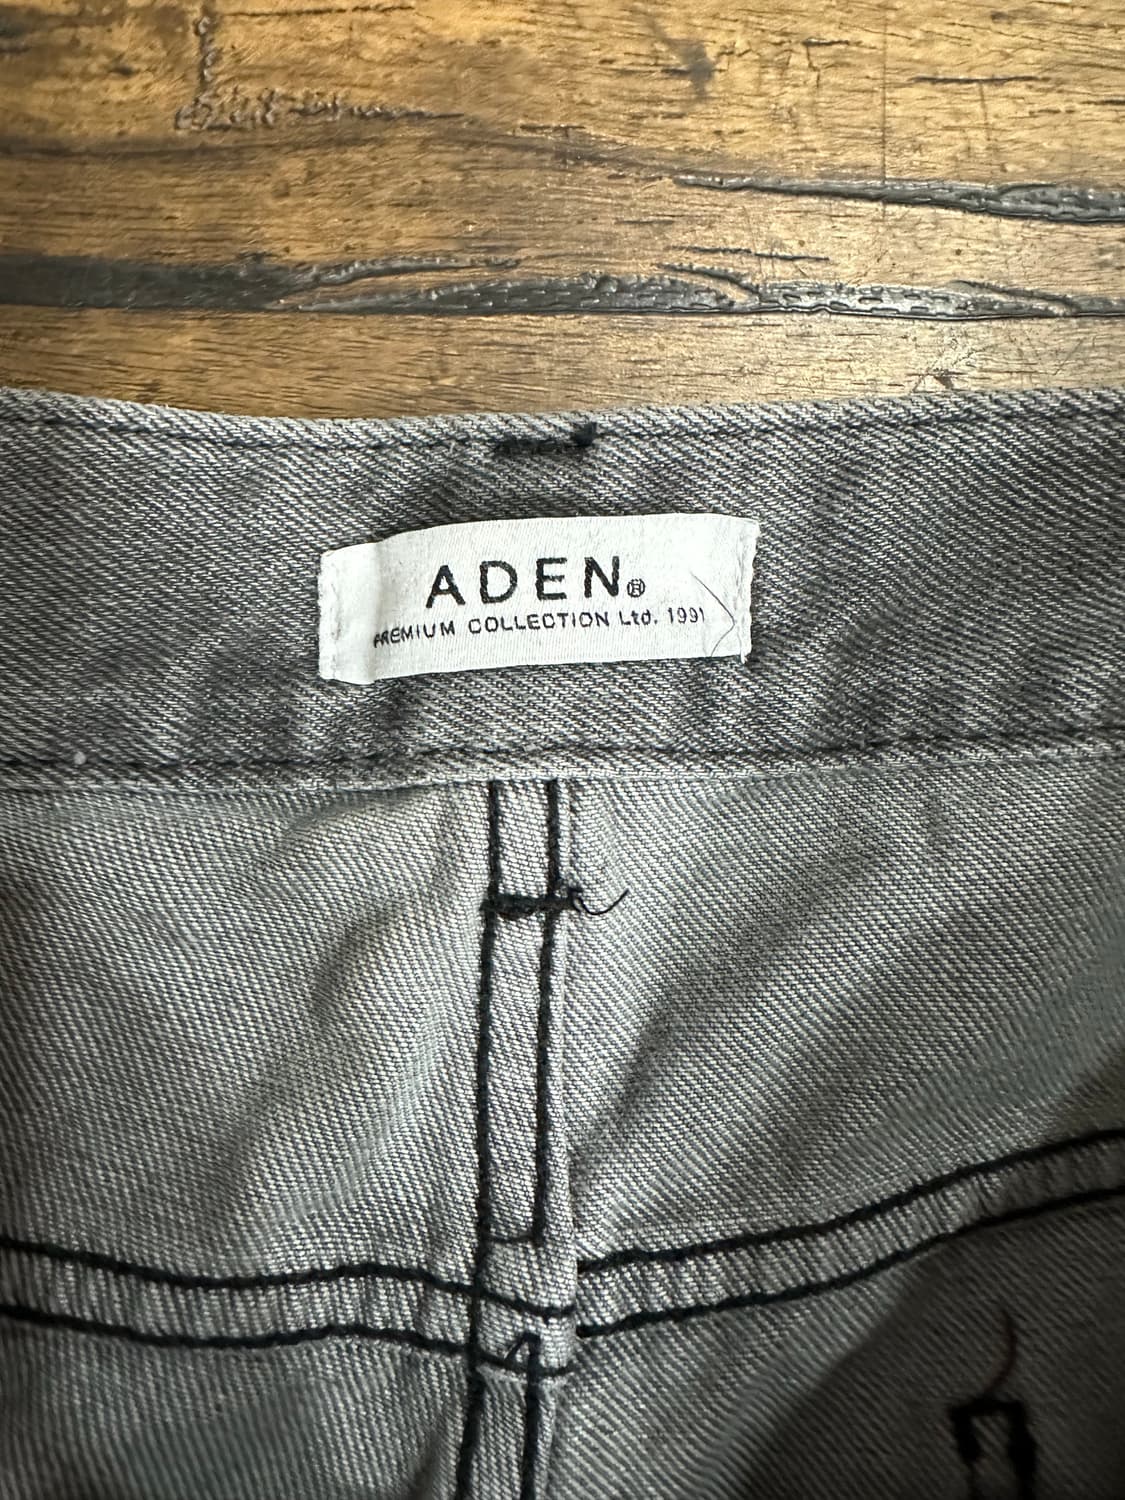 ADEN®
PREMIUM COLLECTION Ltd. 1991